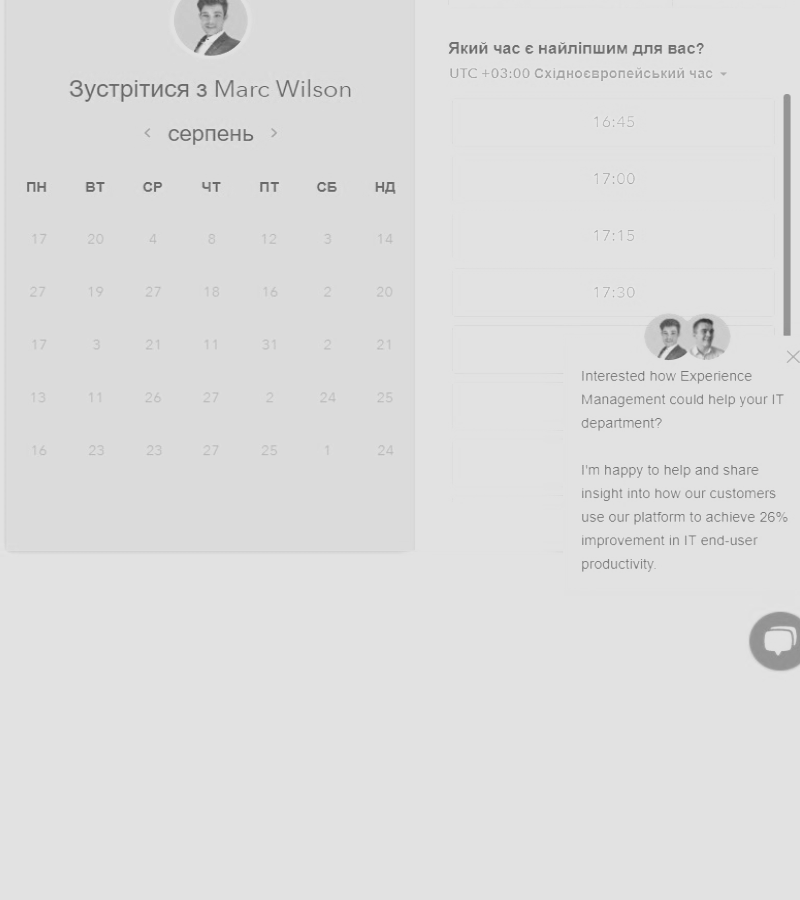 Зустрітися з Marc Wilson
серпень
ПН ВТ СР ЧТ ПТ СБ НД
17 20 4 8 12 3 14
27 19 27 18 16 2 20
17 3 21 11 31 2 21
13 11 26 27 2 24 25
16 23 23 27 25 1 24
Який час є найліпшим для вас?
UTC +03:00 Східноєвропейський час
16:45
17:00
17:15
17:30
Interested how Experience
Management could help your IT
department?
I'm happy to help and share
insight into how our customers
use our platform to achieve 26%
improvement in IT end-user
productivity.